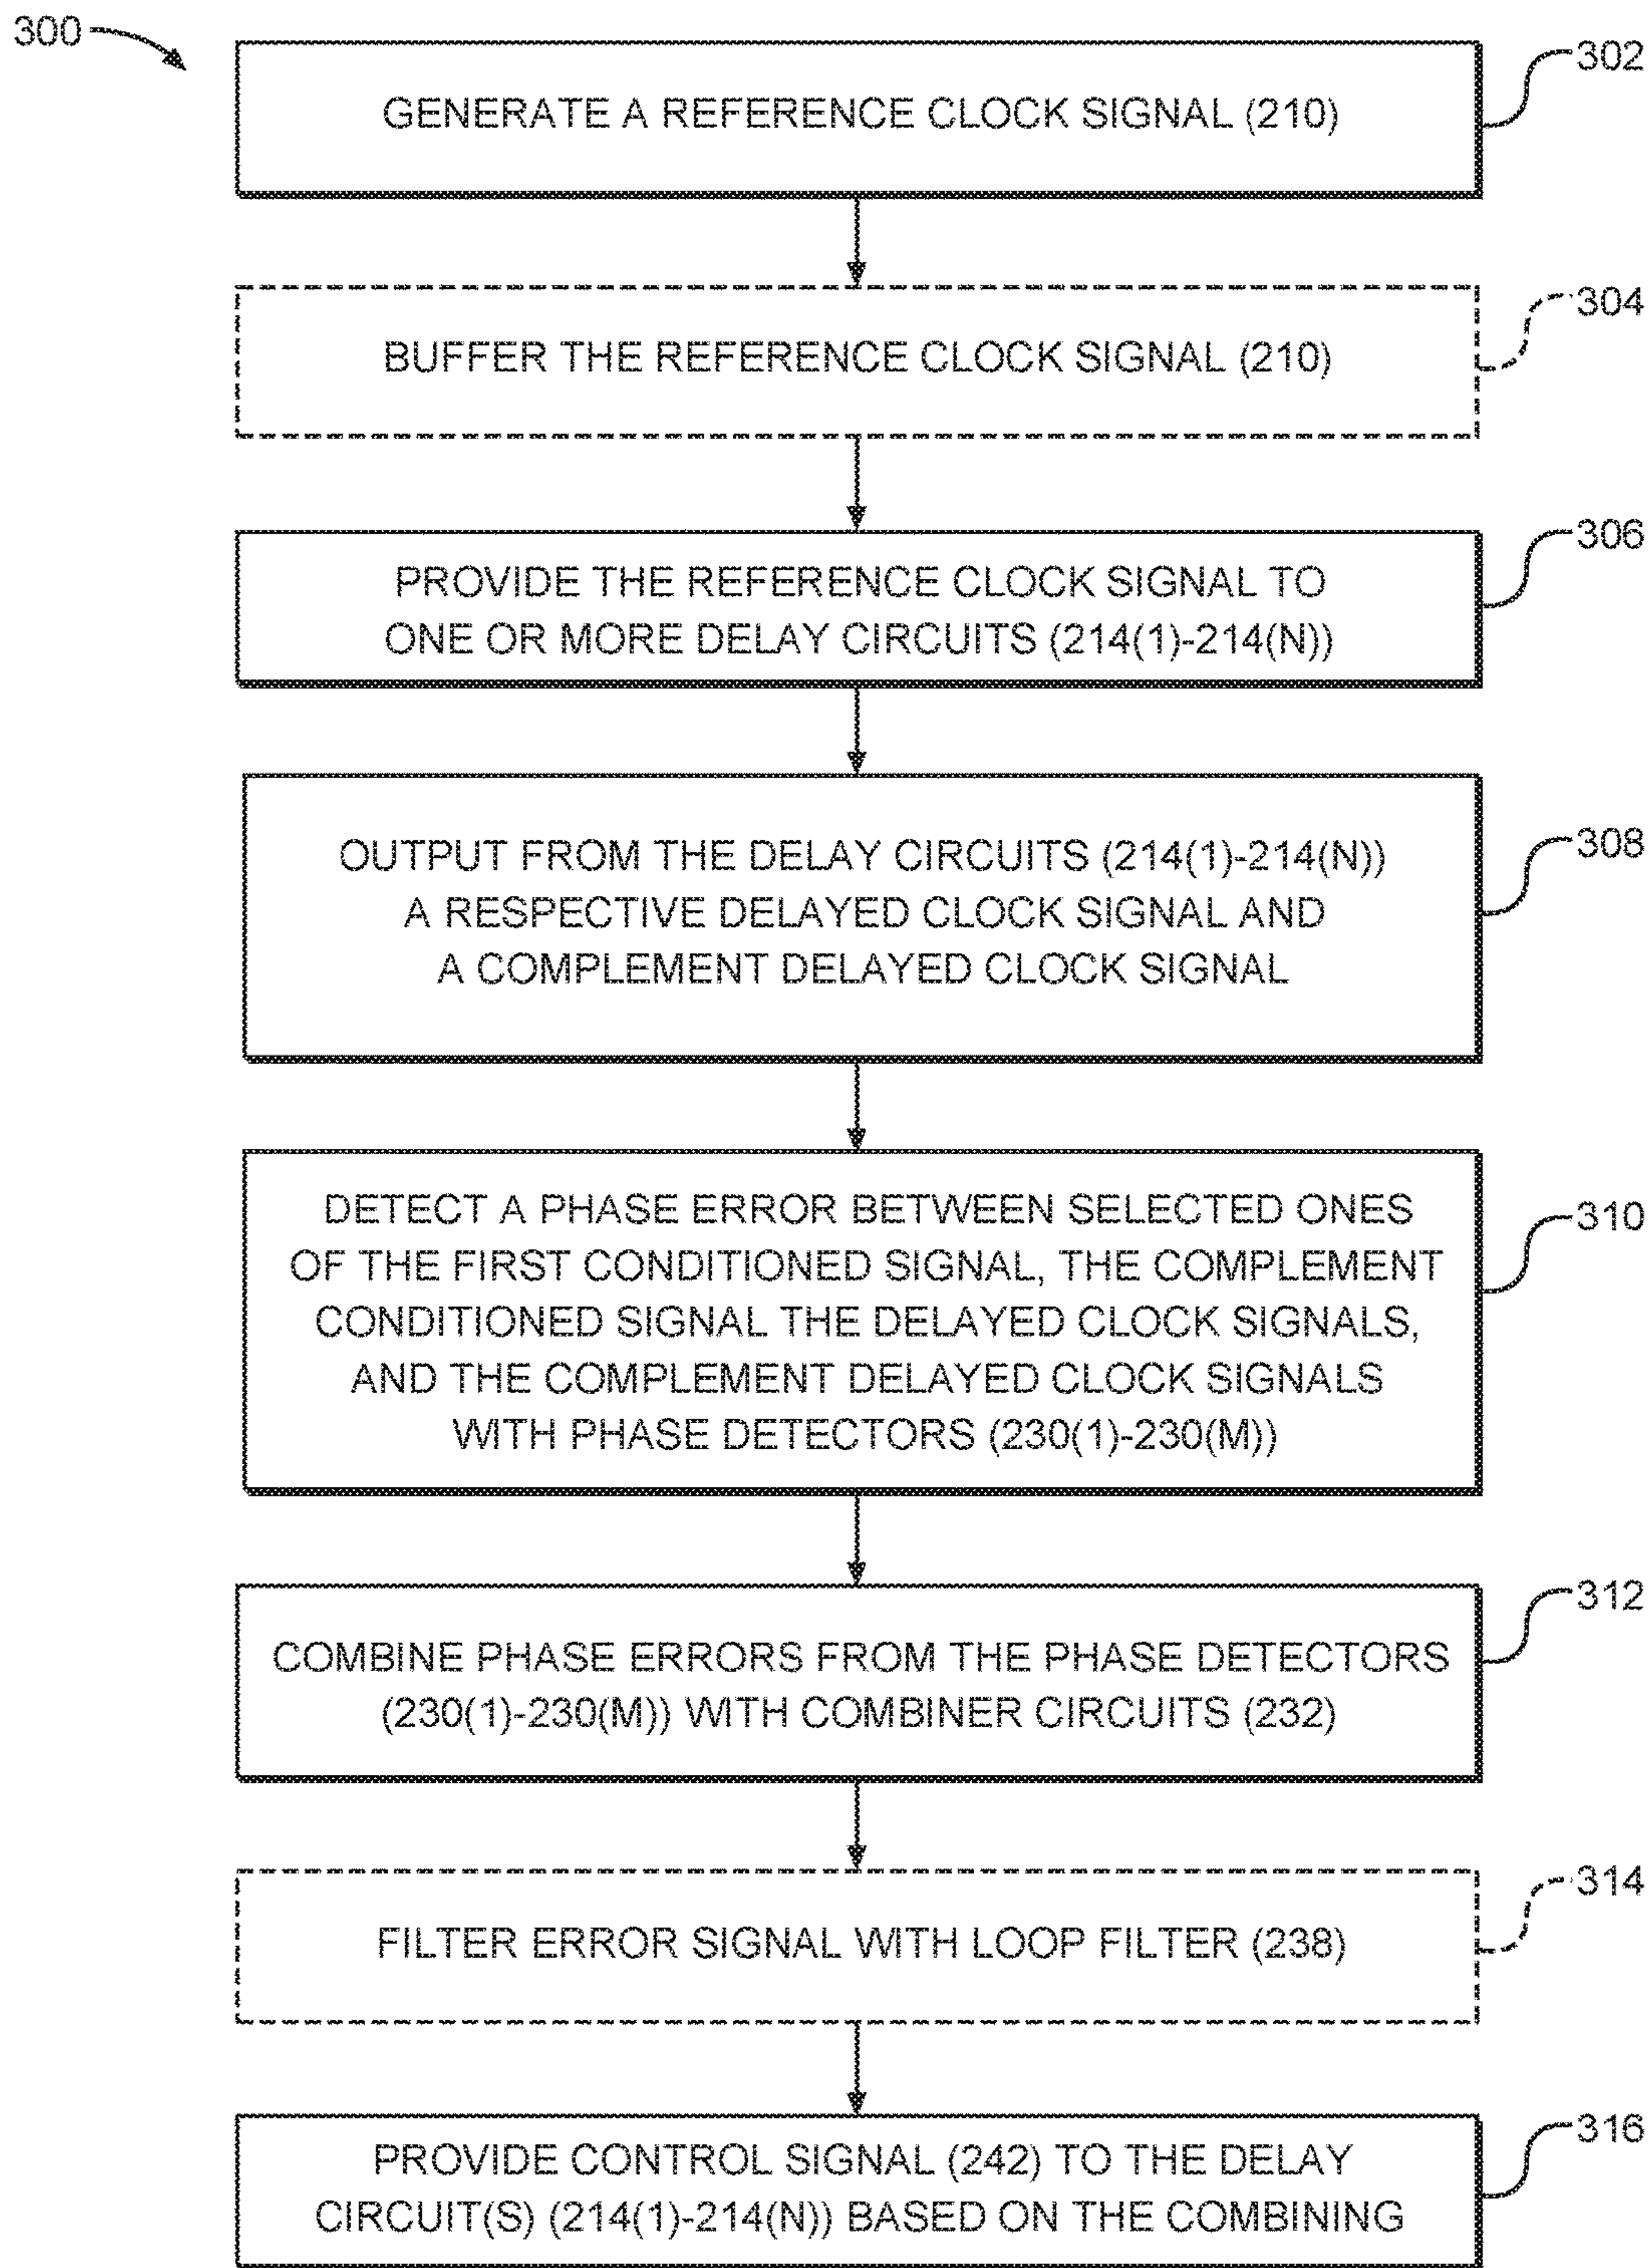 300
302
GENERATE A REFERENCE CLOCK SIGNAL (210)
304
BUFFER THE REFERENCE CLOCK SIGNAL (210)
306
PROVIDE THE REFERENCE CLOCK SIGNAL TO
ONE OR MORE DELAY CIRCUITS (214(1)-214(N))
308
OUTPUT FROM THE DELAY CIRCUITS (214(1)-214(N))
A RESPECTIVE DELAYED CLOCK SIGNAL AND
A COMPLEMENT DELAYED CLOCK SIGNAL
310
DETECT A PHASE ERROR BETWEEN SELECTED ONES
OF THE FIRST CONDITIONED SIGNAL, THE COMPLEMENT
CONDITIONED SIGNAL THE DELAYED CLOCK SIGNALS,
AND THE COMPLEMENT DELAYED CLOCK SIGNALS
WITH PHASE DETECTORS (230(1)-230(M))
312
COMBINE PHASE ERRORS FROM THE PHASE DETECTORS
(230(1)-230(M)) WITH COMBINER CIRCUITS (232)
314
FILTER ERROR SIGNAL WITH LOOP FILTER (238)
316
PROVIDE CONTROL SIGNAL (242) TO THE DELAY
CIRCUIT(S) (214(1)-214(N)) BASED ON THE COMBINING